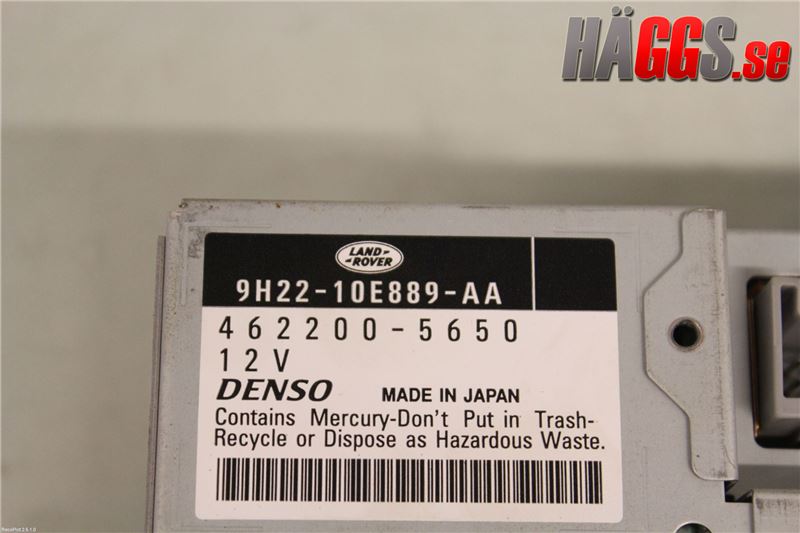 HÄGGS.se
LAND-
-ROVER
9H22-10E889-AA
462200-5650
12V
DENSO MADE IN JAPAN
Contains Mercury-Don't Put in Trash-
Recycle or Dispose as Hazardous Waste.